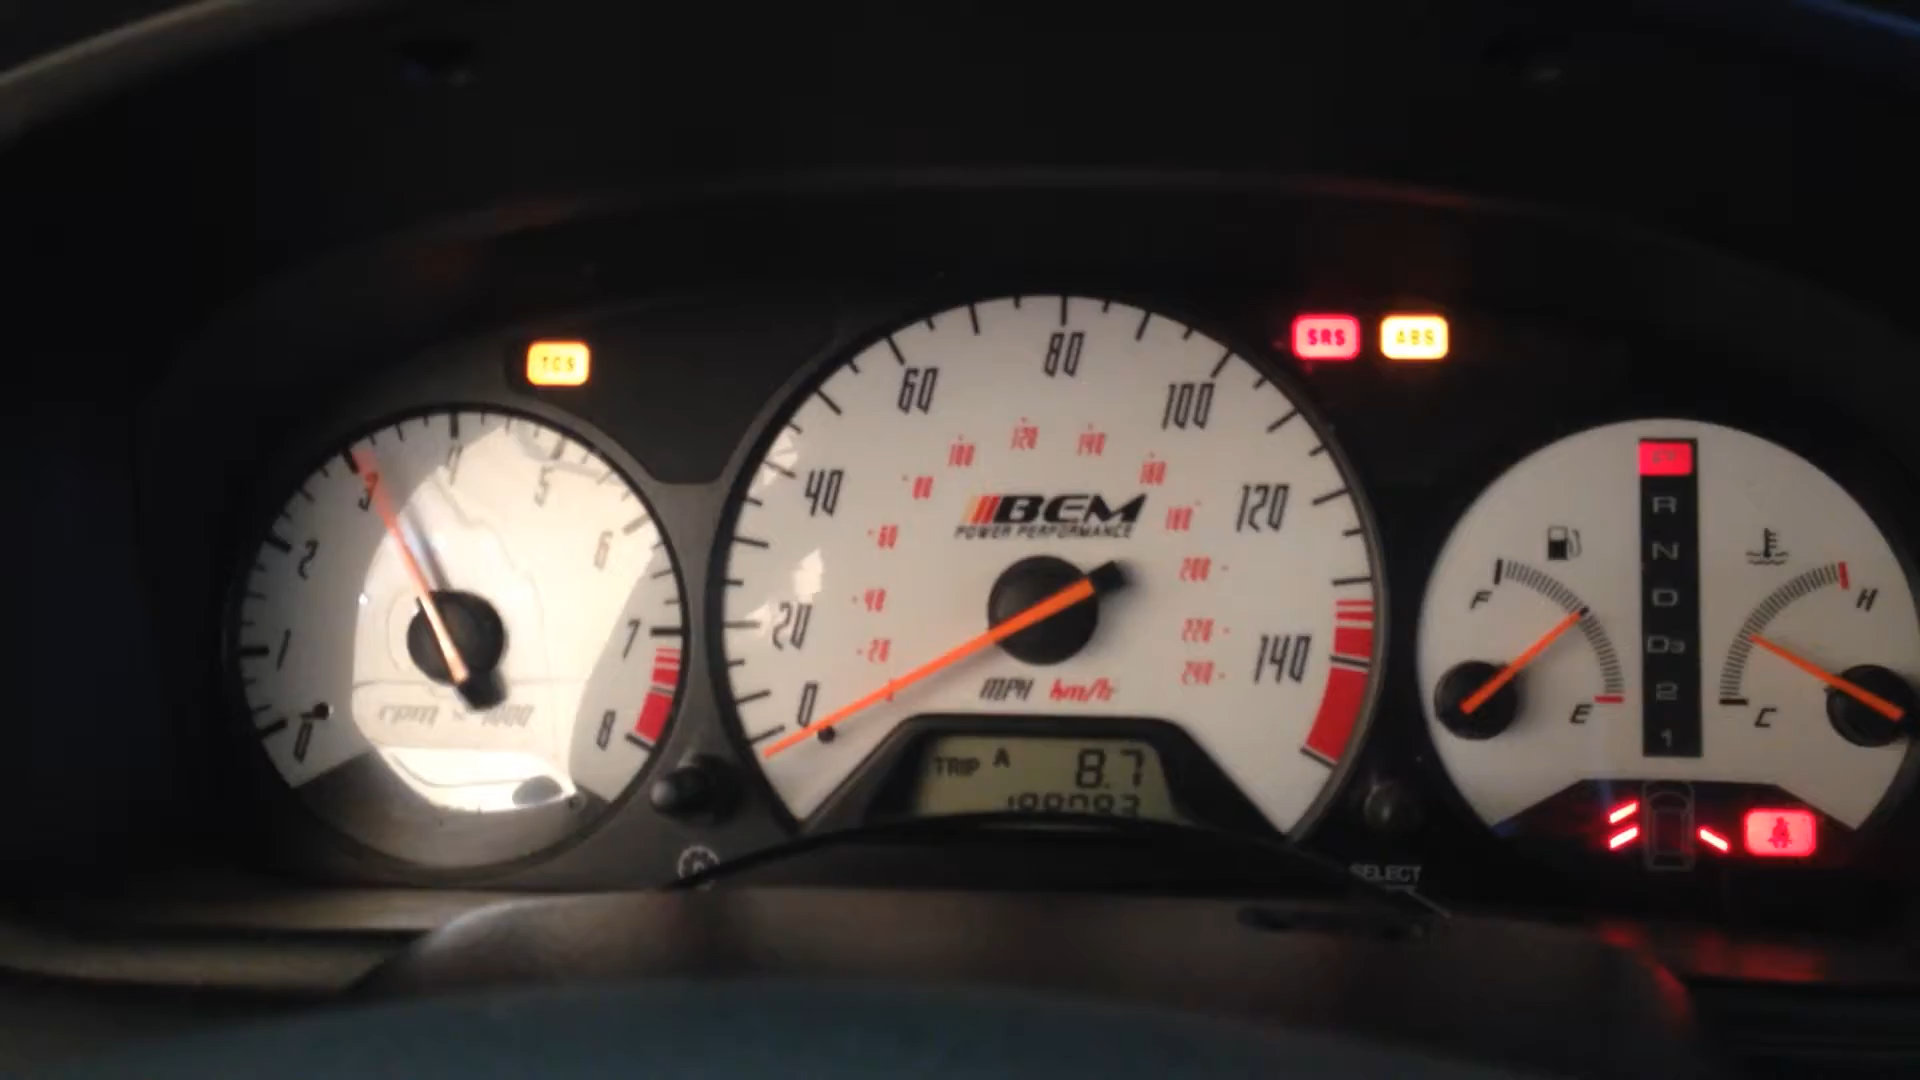 TCS
SRS
ABS
0
1
2
3
4
5
6
7
8
rpm × 1000
0
20
40
60
80
100
120
140
20
40
60
80
100
120
140
160
180
200
220
240
BEM
POWER PERFORMANCE
MPH km/h
TRIP A 8.7
SELECT
R
N
D
D3
2
1
F
E
H
C